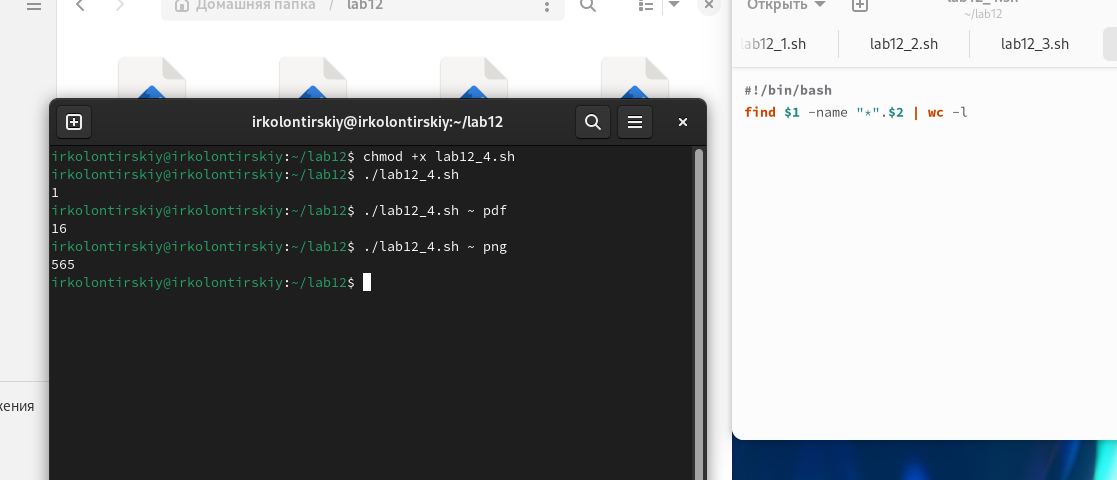 Домашняя папка / lab12
Открыть
~/lab12
lab12_1.sh
lab12_2.sh
lab12_3.sh
#!/bin/bash
find $1 -name "*".$2 | wc -l
irkolontirskiy@irkolontirskiy:~/lab12
irkolontirskiy@irkolontirskiy:~/lab12$ chmod +x lab12_4.sh
irkolontirskiy@irkolontirskiy:~/lab12$ ./lab12_4.sh
1
irkolontirskiy@irkolontirskiy:~/lab12$ ./lab12_4.sh ~ pdf
16
irkolontirskiy@irkolontirskiy:~/lab12$ ./lab12_4.sh ~ png
565
irkolontirskiy@irkolontirskiy:~/lab12$
жения